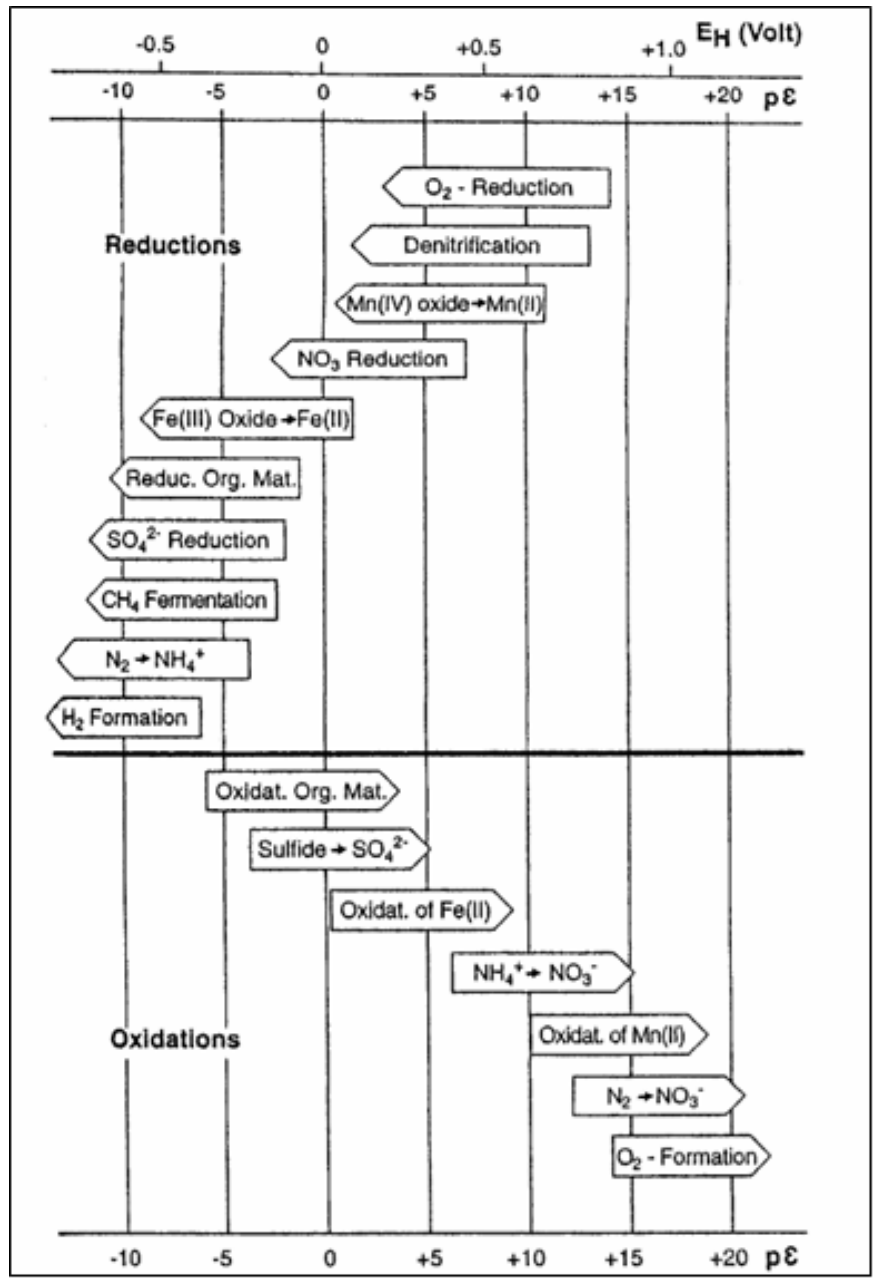 E_H (Volt)
-0.5 0 +0.5 +1.0
-10 -5 0 +5 +10 +15 +20 pε
O₂ - Reduction
Reductions
Denitrification
Mn(IV) oxide→Mn(II)
NO₃ Reduction
Fe(III) Oxide→Fe(II)
Reduc. Org. Mat.
SO₄²⁻ Reduction
CH₄ Fermentation
N₂→NH₄⁺
H₂ Formation
Oxidat. Org. Mat.
Sulfide→SO₄²⁻
Oxidat. of Fe(II)
NH₄⁺→NO₃⁻
Oxidations
Oxidat. of Mn(II)
N₂→NO₃⁻
O₂ - Formation
-10 -5 0 +5 +10 +15 +20 pε